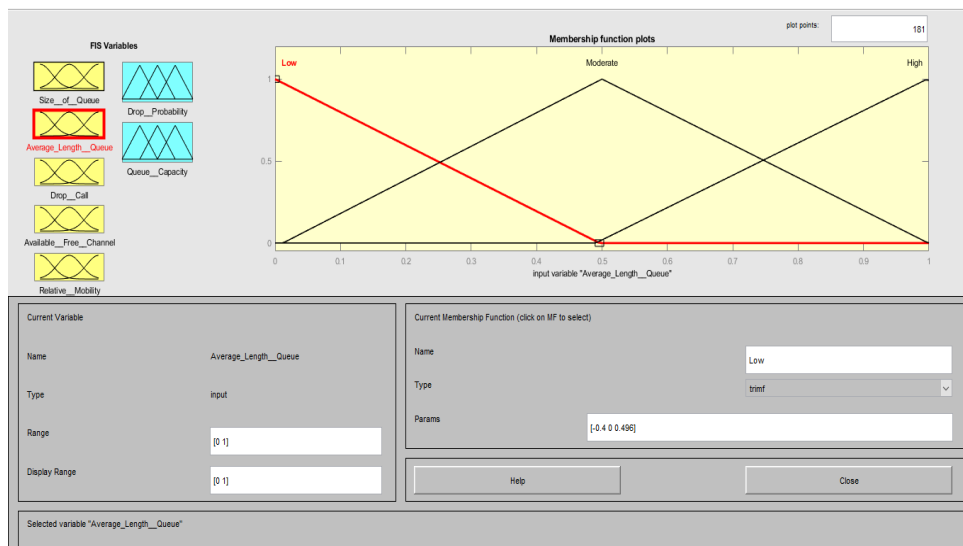 plot points:
181
FIS Variables
Membership function plots
Size__of__Queue
Drop__Probability
Average_Length__Queue
Queue__Capacity
Drop__Call
Available__Free__Channel
Relative__Mobility
Low
Moderate
High
1
0.5
0
0 0.1 0.2 0.3 0.4 0.5 0.6 0.7 0.8 0.9 1
input variable "Average_Length__Queue"
Current Variable
Name Average_Length__Queue
Type input
Range [0 1]
Display Range [0 1]
Current Membership Function (click on MF to select)
Name Low
Type trimf
Params [-0.4 0 0.496]
Help
Close
Selected variable "Average_Length__Queue"